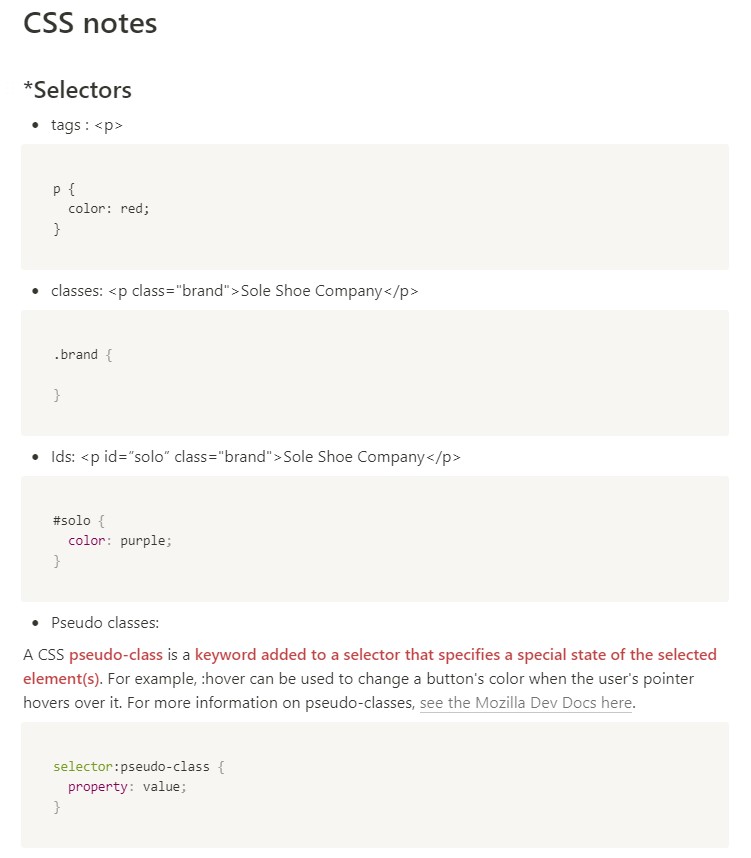 CSS notes
*Selectors
• tags : <p>
p {
  color: red;
}
• classes: <p class="brand">Sole Shoe Company</p>
.brand {

}
• Ids: <p id=”solo” class="brand">Sole Shoe Company</p>
#solo {
  color: purple;
}
• Pseudo classes:
A CSS pseudo-class is a keyword added to a selector that specifies a special state of the selected
element(s). For example, :hover can be used to change a button's color when the user's pointer
hovers over it. For more information on pseudo-classes, see the Mozilla Dev Docs here.
selector:pseudo-class {
  property: value;
}